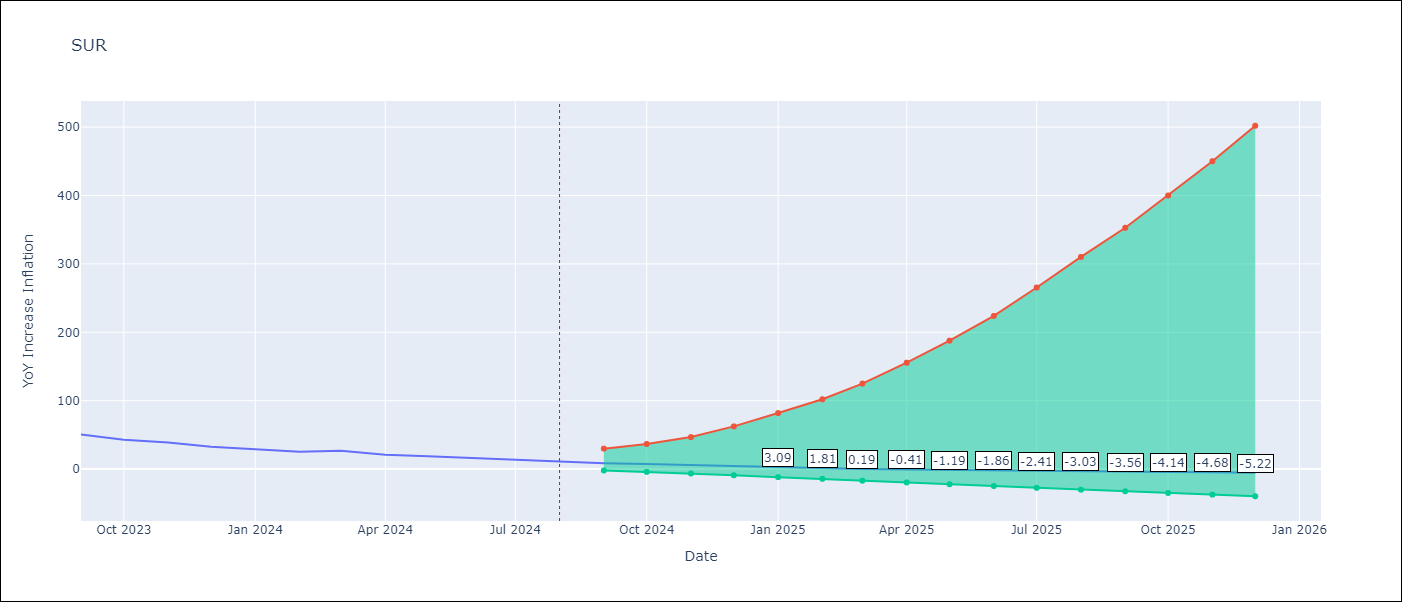 SUR
YoY Increase Inflation
500
400
300
200
100
0
3.09 1.81 0.19 -0.41 -1.19 -1.86 -2.41 -3.03 -3.56 -4.14 -4.68 -5.22
Oct 2023 Jan 2024 Apr 2024 Jul 2024 Oct 2024 Jan 2025 Apr 2025 Jul 2025 Oct 2025 Jan 2026
Date